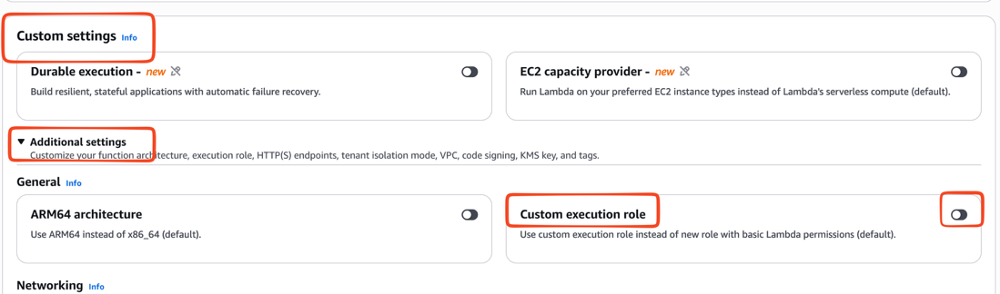 Custom settings Info
Durable execution - new
Build resilient, stateful applications with automatic failure recovery.
EC2 capacity provider - new
Run Lambda on your preferred EC2 instance types instead of Lambda's serverless compute (default).
Additional settings
Customize your function architecture, execution role, HTTP(S) endpoints, tenant isolation mode, VPC, code signing, KMS key, and tags.
General Info
ARM64 architecture
Use ARM64 instead of x86_64 (default).
Custom execution role
Use custom execution role instead of new role with basic Lambda permissions (default).
Networking Info